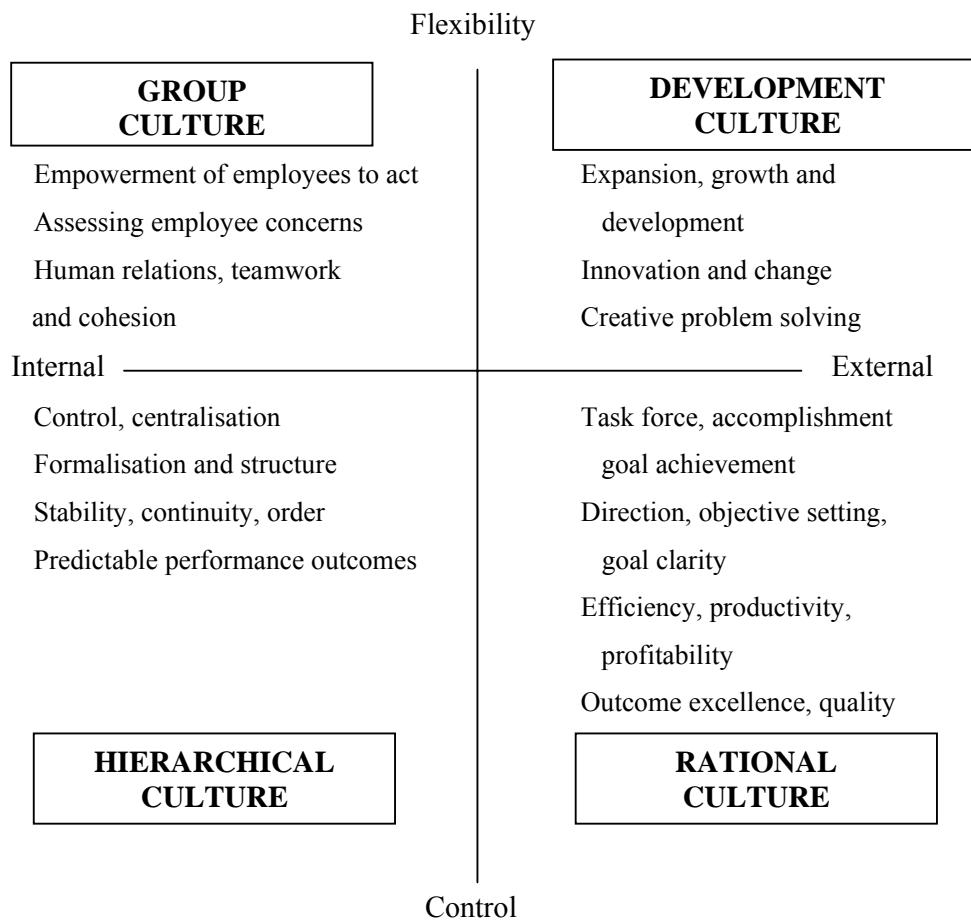 Flexibility
GROUP
CULTURE
Empowerment of employees to act
Assessing employee concerns
Human relations, teamwork
and cohesion
DEVELOPMENT
CULTURE
Expansion, growth and
development
Innovation and change
Creative problem solving
Internal
External
Control, centralisation
Formalisation and structure
Stability, continuity, order
Predictable performance outcomes
HIERARCHICAL
CULTURE
Task force, accomplishment
goal achievement
Direction, objective setting,
goal clarity
Efficiency, productivity,
profitability
Outcome excellence, quality
RATIONAL
CULTURE
Control